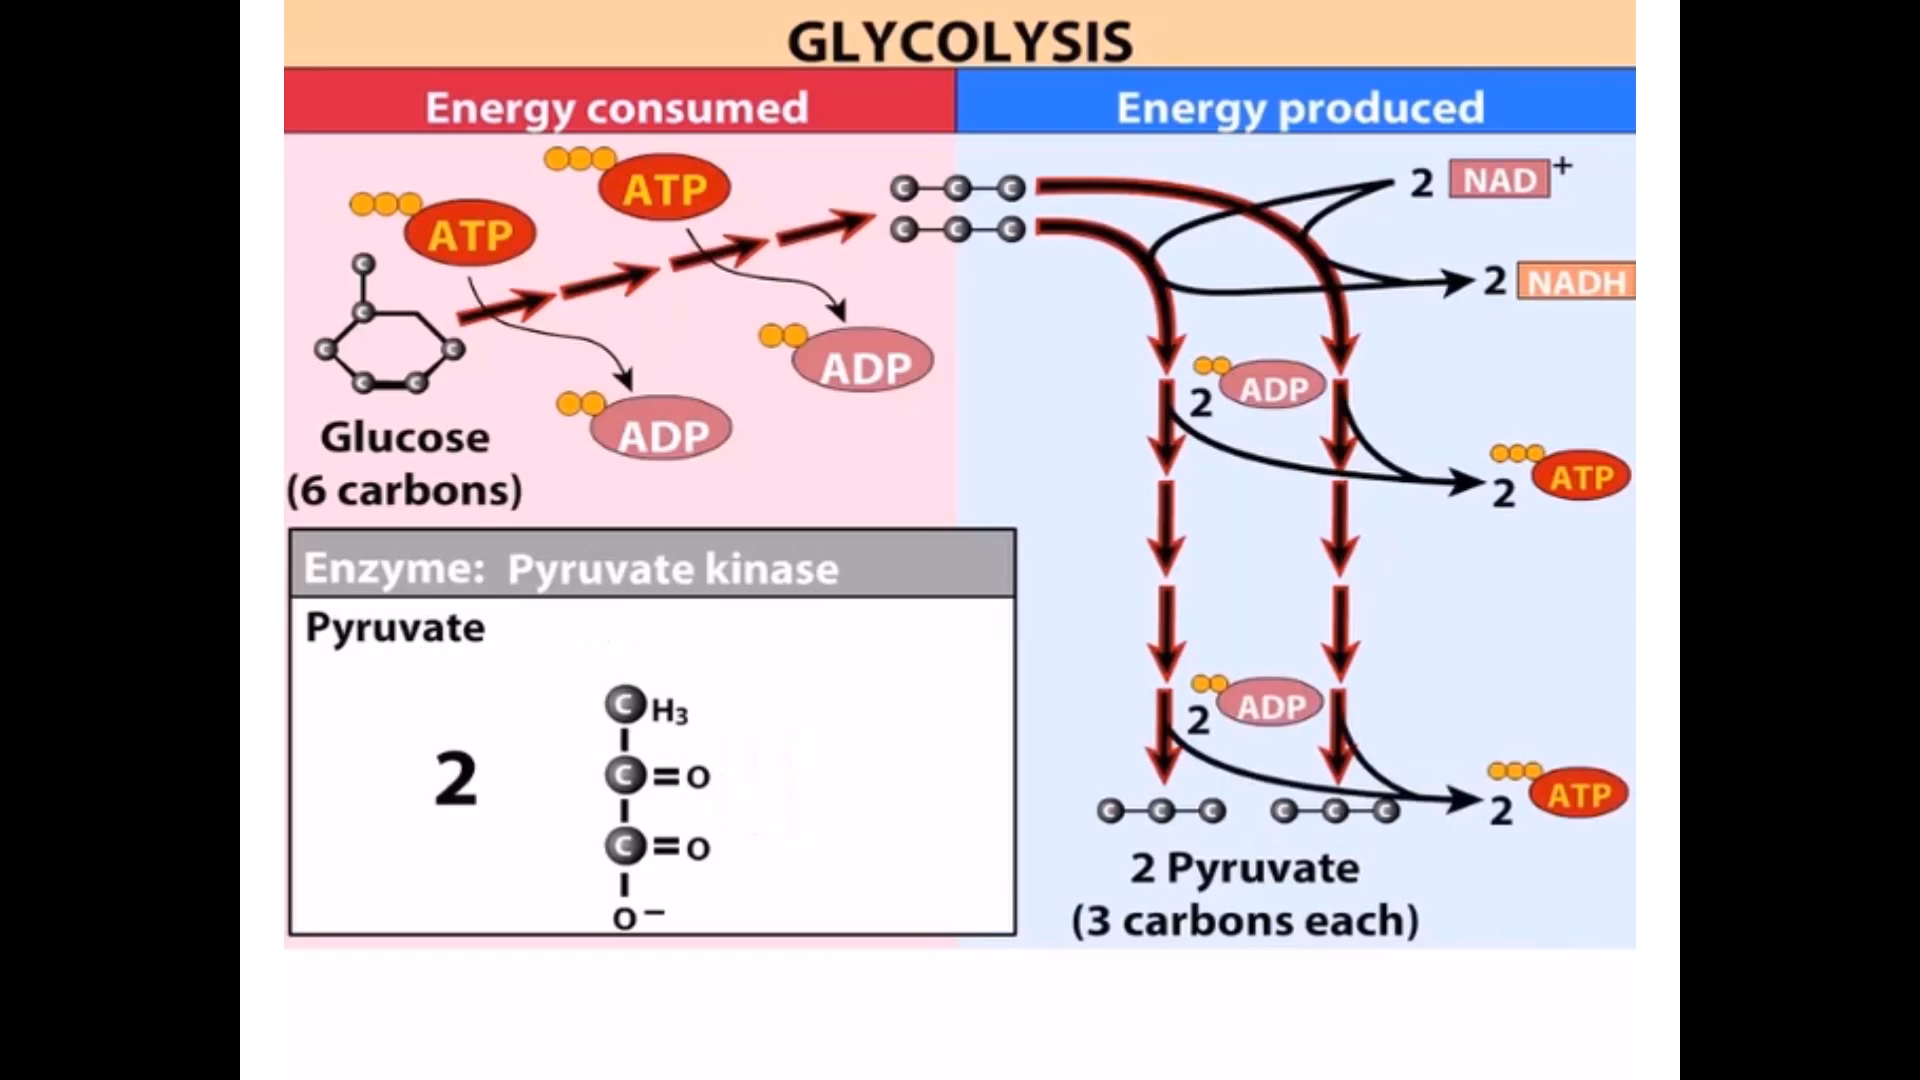 GLYCOLYSIS
Energy consumed
Energy produced
ATP
ATP
C C C
C C C
2 NAD+
2 NADH
C
C
C
C
C
C
ADP
ADP
Glucose
(6 carbons)
2 ADP
2 ATP
Enzyme: Pyruvate kinase
Pyruvate
2
CH3
C=O
C=O
O–
2 ADP
2 ATP
C C C
C C C
2 Pyruvate
(3 carbons each)